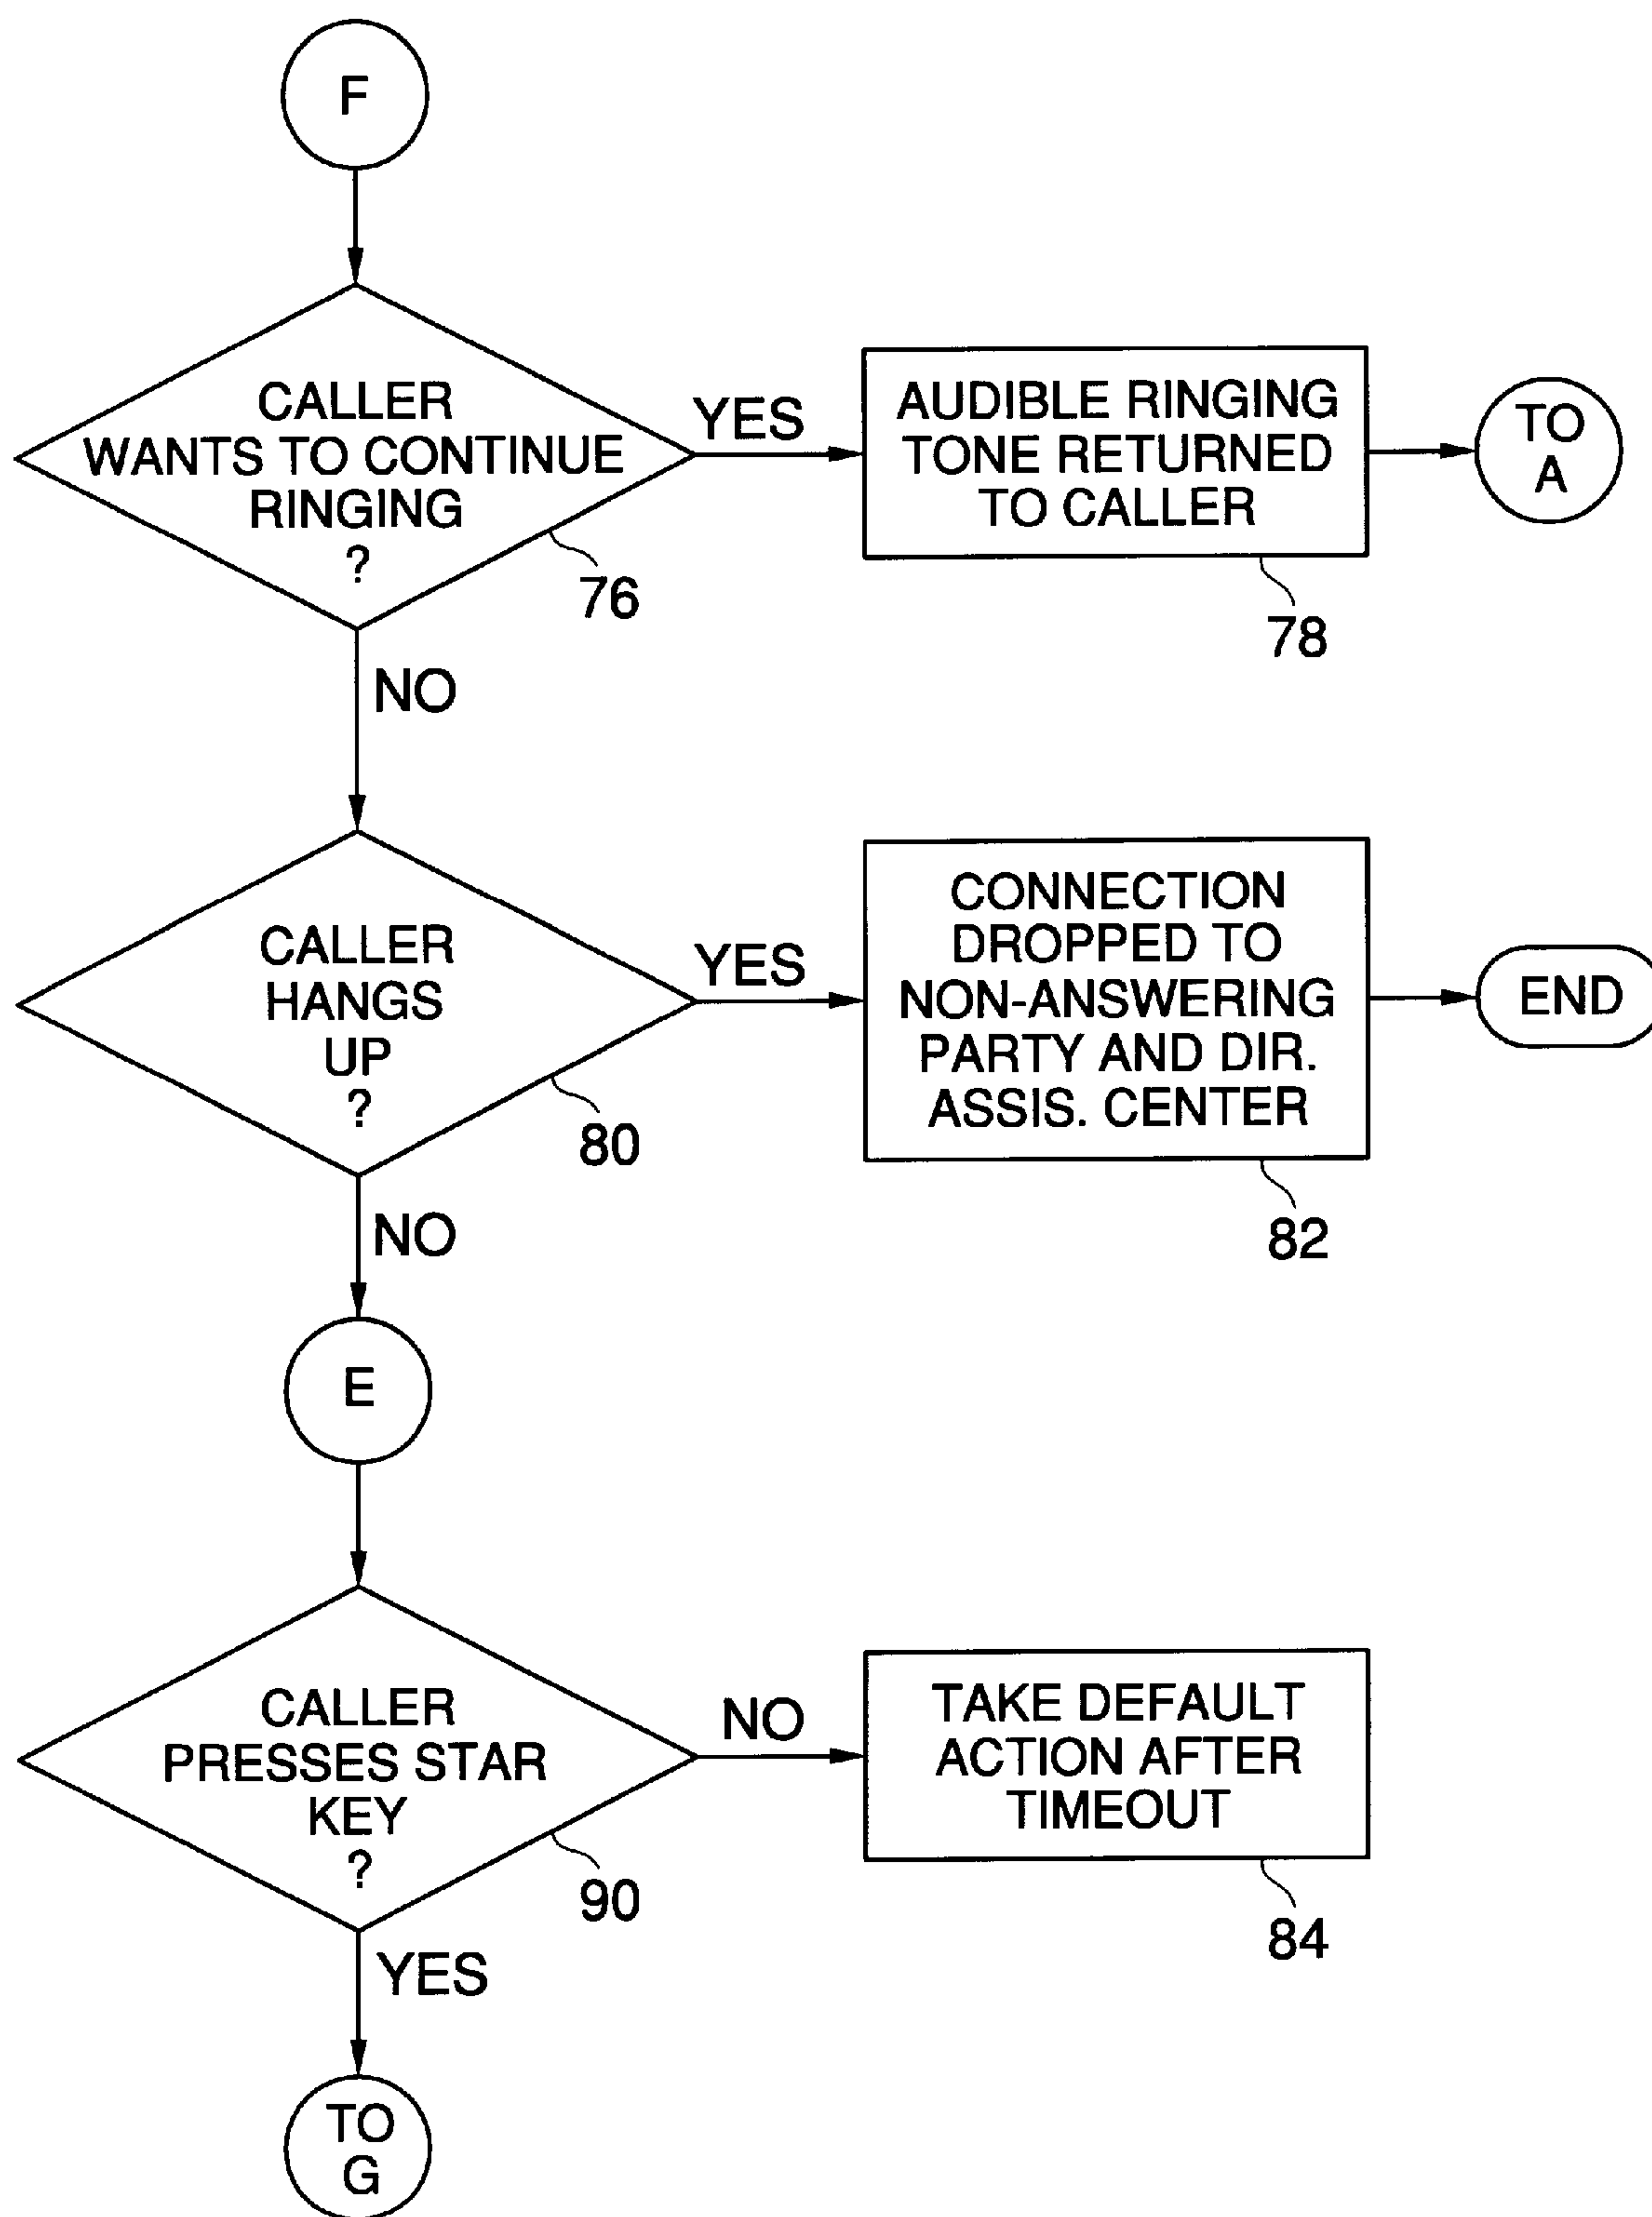 F
CALLER
WANTS TO CONTINUE
RINGING
?
76
YES
AUDIBLE RINGING
TONE RETURNED
TO CALLER
78
TO
A
NO
CALLER
HANGS
UP
?
80
YES
CONNECTION
DROPPED TO
NON-ANSWERING
PARTY AND DIR.
ASSIS. CENTER
82
END
NO
E
CALLER
PRESSES STAR
KEY
?
90
NO
TAKE DEFAULT
ACTION AFTER
TIMEOUT
84
YES
TO
G